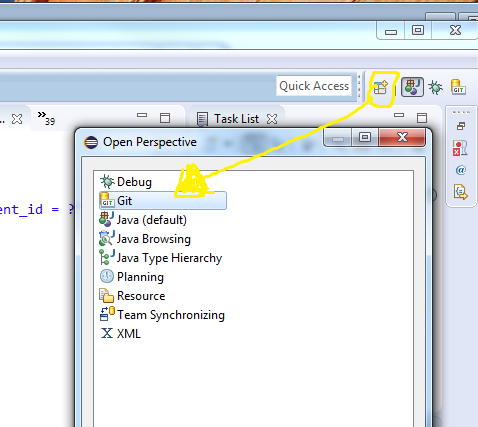 Quick Access
GIT
39
Task List
Open Perspective
ent_id = ?
Debug
GIT
Git
Java (default)
Java Browsing
Java Type Hierarchy
Planning
Resource
Team Synchronizing
XML